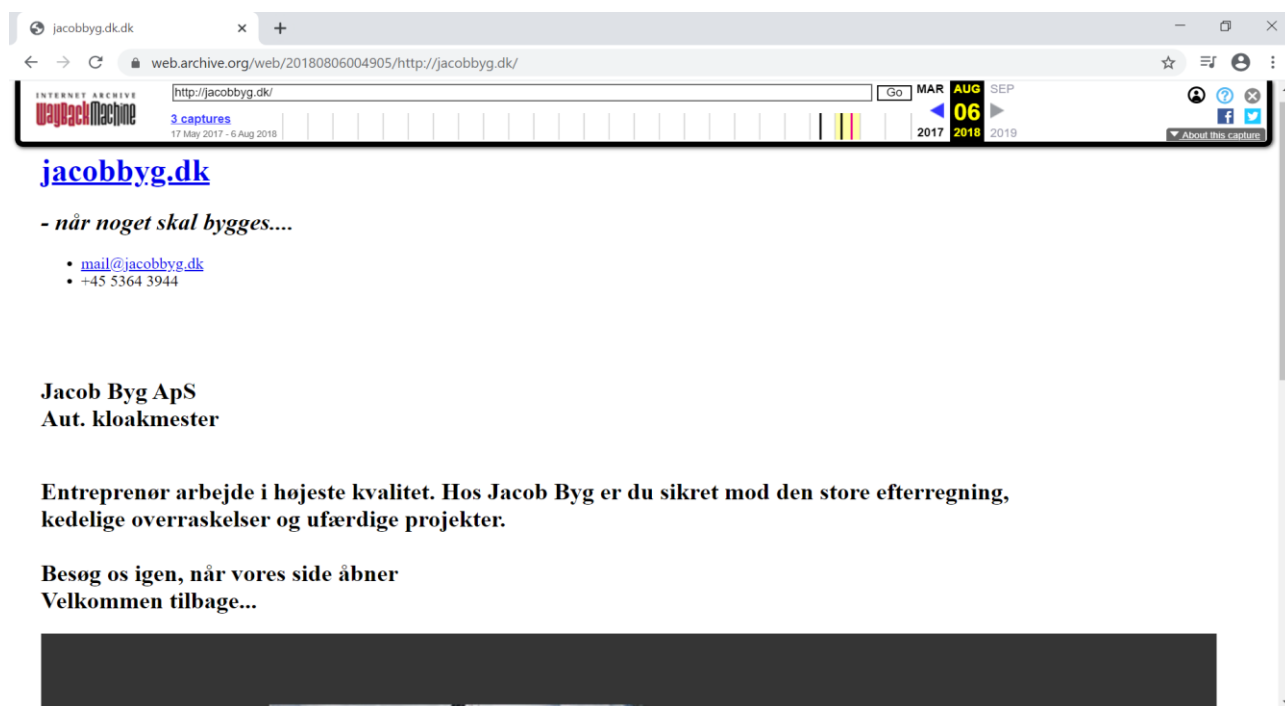 jacobbyg.dk.dk
web.archive.org/web/20180806004905/http://jacobbyg.dk/
INTERNET ARCHIVE
WayBackMachine
http://jacobbyg.dk/
Go
MAR AUG SEP
3 captures
06
17 May 2017 - 6 Aug 2018
2017 2018 2019
About this capture
jacobbyg.dk
- når noget skal bygges....
• mail@jacobbyg.dk
• +45 5364 3944
Jacob Byg ApS
Aut. kloakmester
Entreprenør arbejde i højeste kvalitet. Hos Jacob Byg er du sikret mod den store efterregning,
kedelige overraskelser og ufærdige projekter.
Besøg os igen, når vores side åbner
Velkommen tilbage...